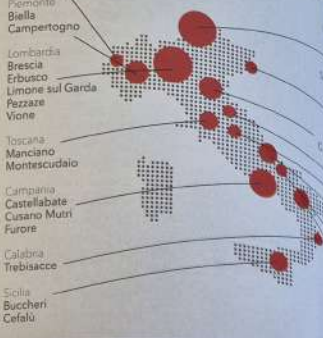 Piemonte
Biella
Campertogno
Lombardia
Brescia
Erbusco
Limone sul Garda
Pezzaze
Vione
Toscana
Manciano
Montescudaio
Campania
Castellabate
Cusano Mutri
Furore
Calabria
Trebisacce
Sicilia
Buccheri
Cefalù